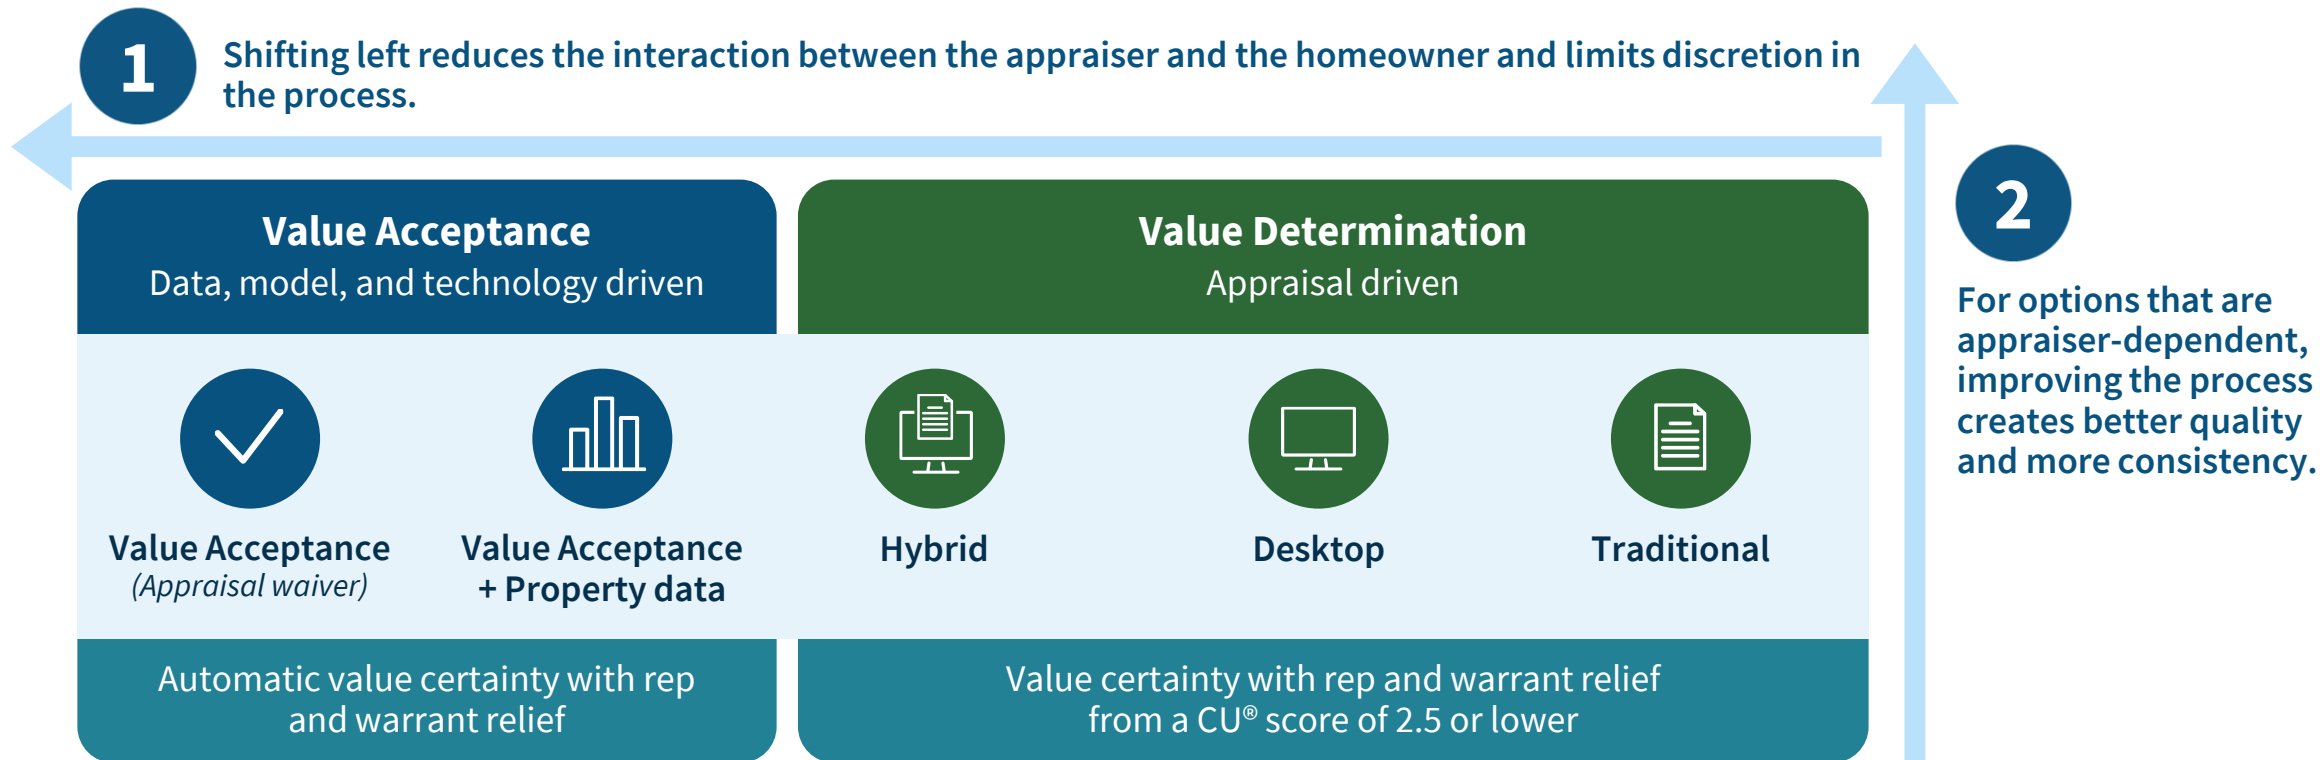 1
Shifting left reduces the interaction between the appraiser and the homeowner and limits discretion in
the process.
Value Acceptance
Data, model, and technology driven
Value Determination
Appraisal driven
2
For options that are
appraiser-dependent,
improving the process
creates better quality
and more consistency.
Value Acceptance
(Appraisal waiver)
Value Acceptance
+ Property data
Hybrid
Desktop
Traditional
Automatic value certainty with rep
and warrant relief
Value certainty with rep and warrant relief
from a CU® score of 2.5 or lower